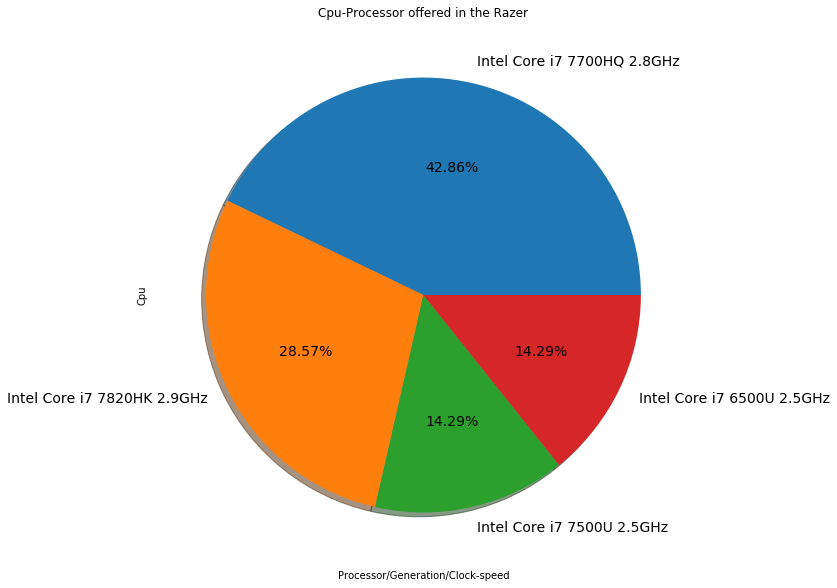 Cpu-Processor offered in the Razer
Intel Core i7 7700HQ 2.8GHz
42.86%
Cpu
28.57%
14.29%
Intel Core i7 7820HK 2.9GHz
Intel Core i7 6500U 2.5GHz
14.29%
Intel Core i7 7500U 2.5GHz
Processor/Generation/Clock-speed